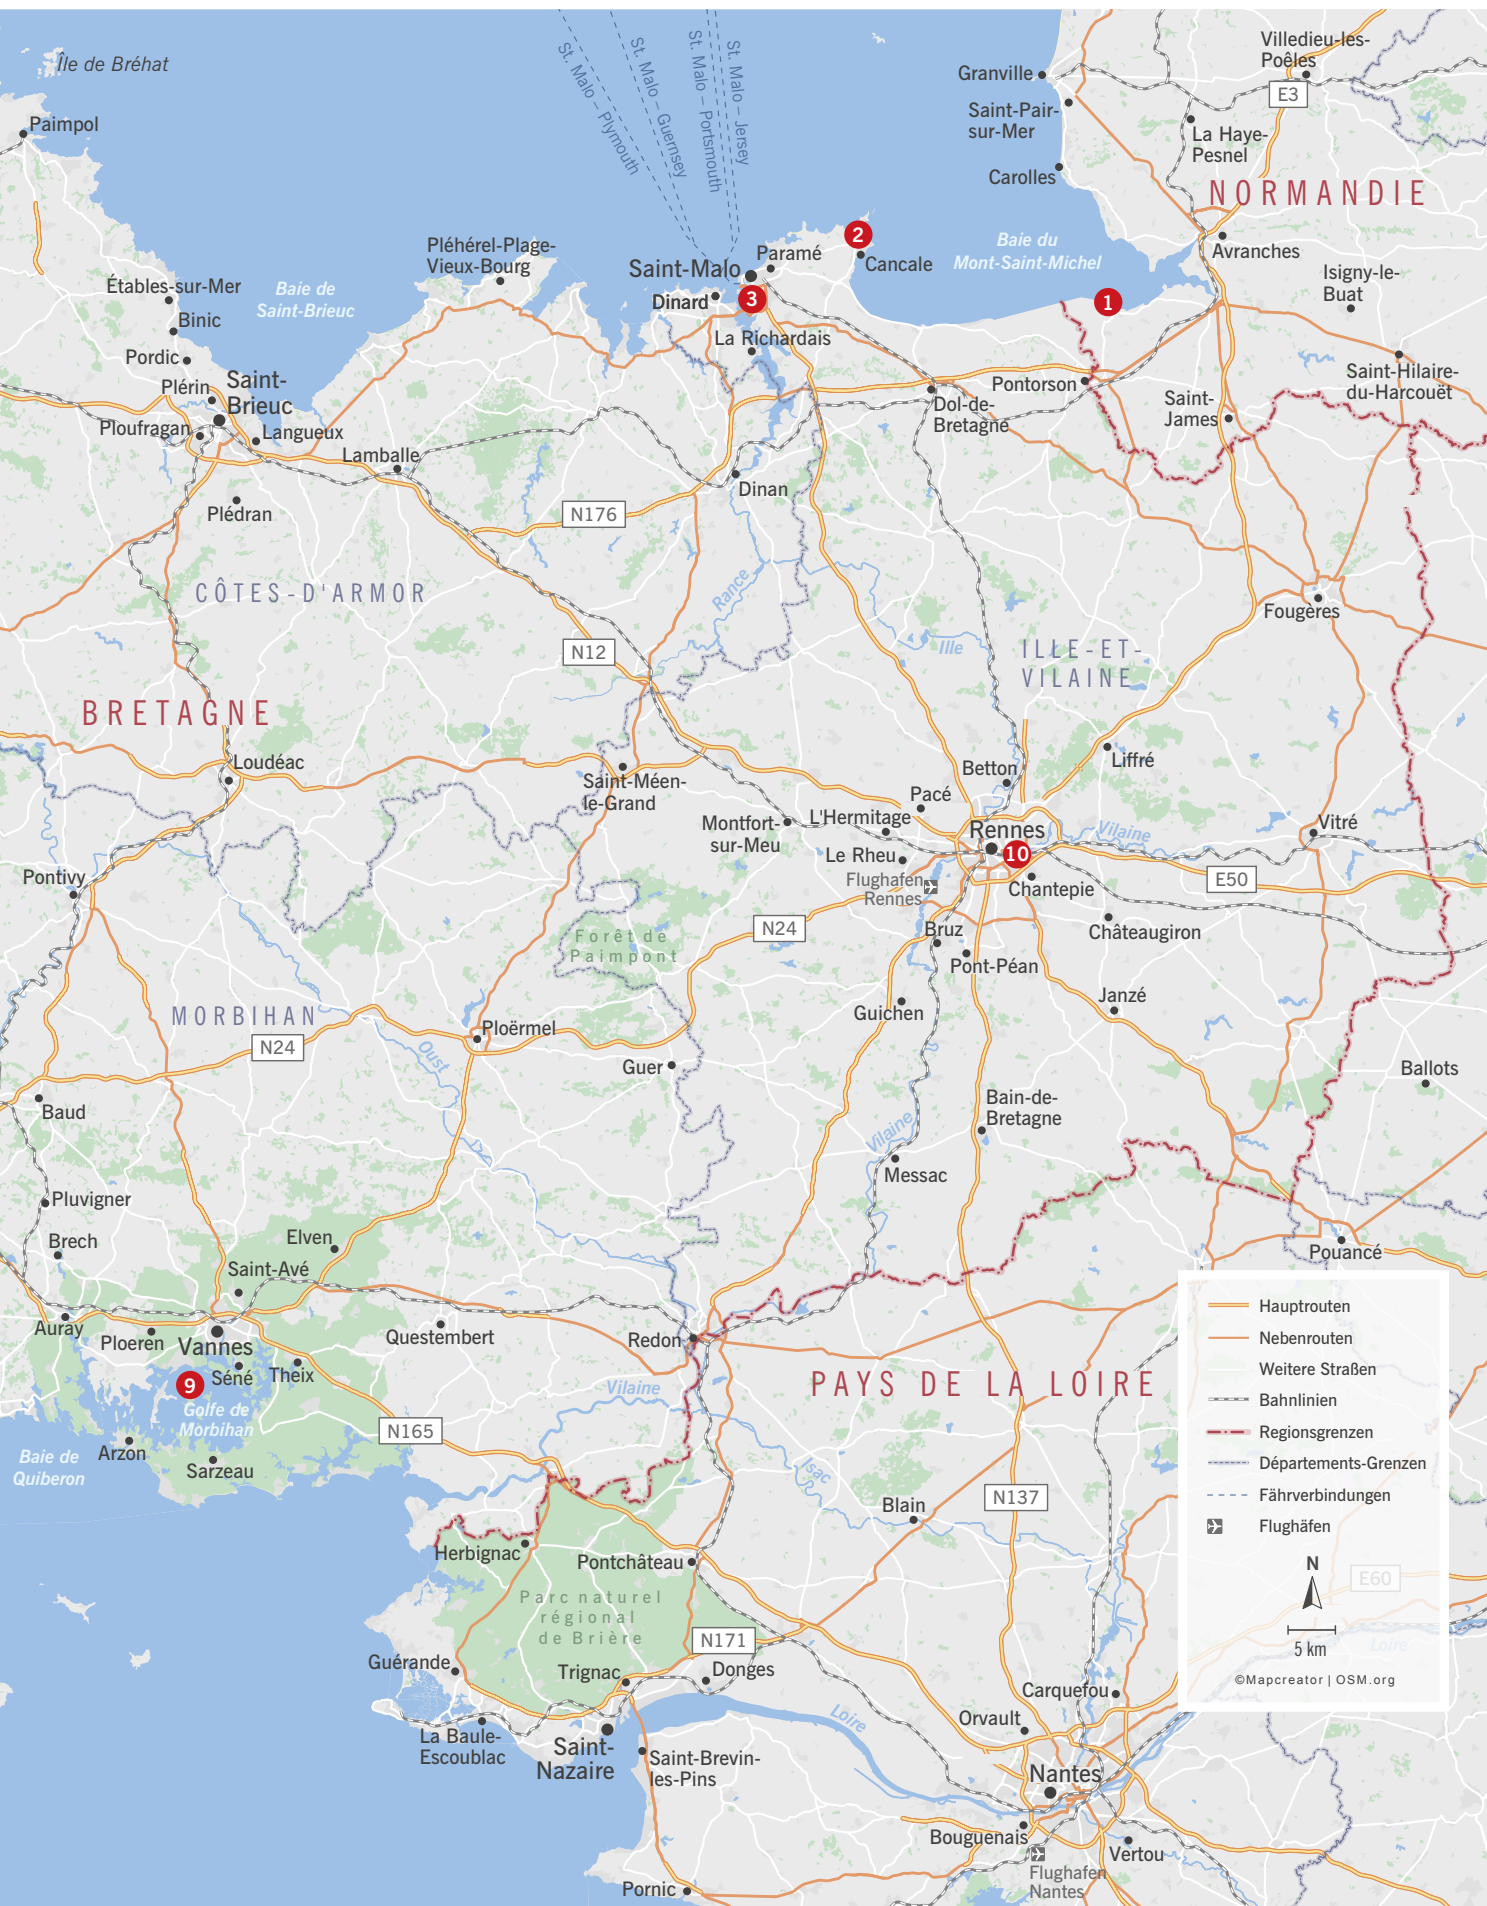 Île de Bréhat
Paimpol
St. Malo – Plymouth
St. Malo – Guernsey
St. Malo – Portsmouth
St. Malo – Jersey
Granville
Saint-Pair-
sur-Mer
Carolles
Villedieu-les-
Poêles
E3
La Haye-
Pesnel
NORMANDIE
Avranches
Isigny-le-
Buat
Baie du
Mont-Saint-Michel
1
2
Cancale
Paramé
Saint-Malo
3
Dinard
La Richardais
Pléhérel-Plage-
Vieux-Bourg
Étables-sur-Mer
Binic
Baie de
Saint-Brieuc
Pordic
Plérin
Saint-
Brieuc
Ploufragan
Langueux
Lamballe
Plédran
Pontorson
Dol-de-
Bretagne
Saint-
James
Saint-Hilaire-
du-Harcouët
Dinan
N176
CÔTES-D'ARMOR
Rance
Fougères
N12
Ille
ILLE-ET-
VILAINE
BRETAGNE
Loudéac
Saint-Méen-
le-Grand
Betton
Liffré
Pacé
L'Hermitage
Montfort-
sur-Meu
Rennes
10
Vilaine
Vitré
Le Rheu
Flughafen
Rennes
Chantepie
E50
Pontivy
N24
Bruz
Châteaugiron
Forêt de
Paimpont
Pont-Péan
Janzé
Guichen
MORBIHAN
N24
Ploërmel
Oust
Guer
Ballots
Baud
Bain-de-
Bretagne
Vilaine
Messac
Pluvigner
Brech
Elven
Saint-Avé
Pouancé
Auray
Ploeren
Vannes
Questembert
Redon
9
Séné
Theix
Golfe de
Morbihan
Vilaine
PAYS DE LA LOIRE
N165
Arzon
Baie de
Quiberon
Sarzeau
Isac
Blain
N137
Herbignac
Pontchâteau
Parc naturel
régional
de Brière
N171
Guérande
Trignac
Donges
Carquefou
La Baule-
Escoublac
Saint-
Nazaire
Loire
Orvault
Saint-Brevin-
les-Pins
Nantes
Bouguenais
Vertou
Flughafen
Nantes
Pornic
Hauptrouten
Nebenrouten
Weitere Straßen
Bahnlinien
Regionsgrenzen
Départements-Grenzen
Fährverbindungen
Flughäfen
N
E60
5 km
Loire
©Mapcreator | OSM.org